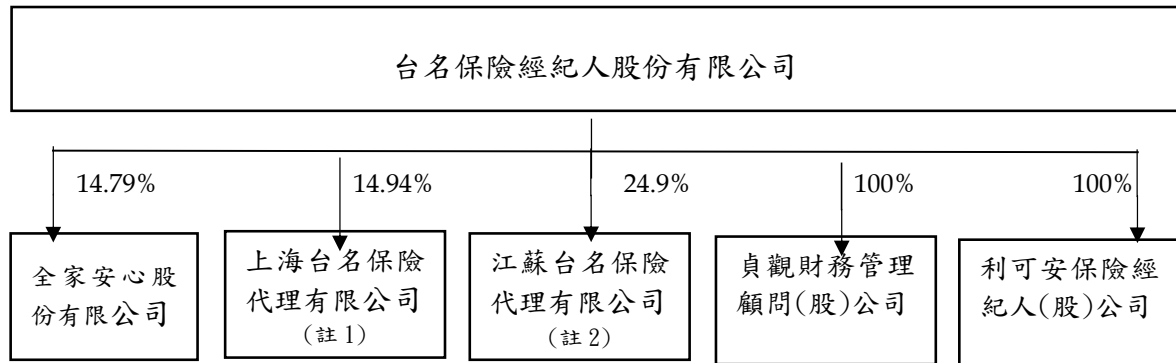 台名保險經紀人股份有限公司
14.79%
14.94%
24.9%
100%
100%
全家安心股
份有限公司
上海台名保險
代理有限公司
(註 1)
江蘇台名保險
代理有限公司
(註 2)
貞觀財務管理
顧問(股)公司
利可安保險經
紀人(股)公司